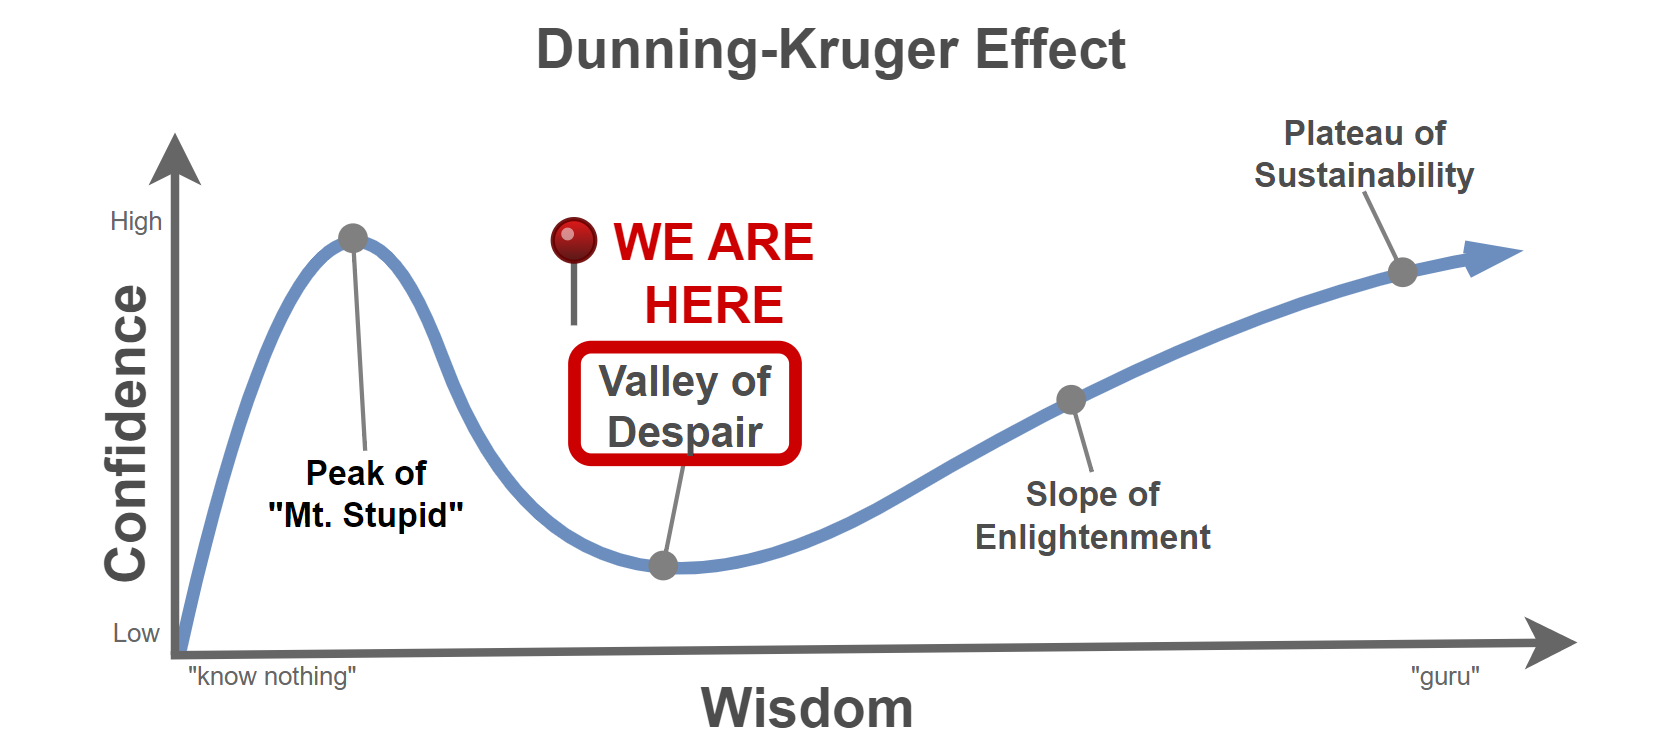 Dunning-Kruger Effect
Plateau of
Sustainability
High
WE ARE
HERE
Valley of
Despair
Confidence
Peak of
"Mt. Stupid"
Slope of
Enlightenment
Low
"know nothing"
"guru"
Wisdom